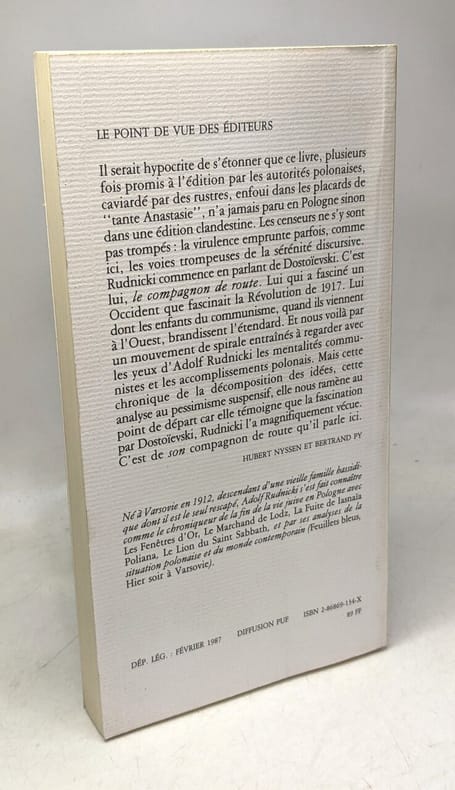 LE POINT DE VUE DES ÉDITEURS
Il serait hypocrite de s'étonner que ce livre, plusieurs
fois promis à l'édition par les autorités polonaises,
caviardé par des rustres, enfoui dans les placards de
"tante Anastasie", n'a jamais paru en Pologne sinon
dans une édition clandestine. Les censeurs ne s'y sont
pas trompés : la virulence emprunte parfois, comme
ici, les voies trompeuses de la sérénité discursive.
Rudnicki commence en parlant de Dostoïevski. C'est
lui, le compagnon de route. Lui qui a fasciné un
Occident que fascinait la Révolution de 1917. Lui
dont les enfants du communisme, quand ils viennent
à l'Ouest, brandissent l'étendard. Et nous voilà par
un mouvement de spirale entraînés à regarder avec
les yeux d'Adolf Rudnicki les mentalités commu-
nistes et les accomplissements polonais. Mais cette
chronique de la décomposition des idées, cette
analyse au pessimisme suspensif, elle nous ramène au
point de départ car elle témoigne que la fascination
par Dostoïevski, Rudnicki l'a magnifiquement vécue.
C'est de son compagnon de route qu'il parle ici.
HUBERT NYSSEN ET BERTRAND PY
Né à Varsovie en 1912, descendant d'une vieille famille hassidi-
que dont il est le seul rescapé, Adolf Rudnicki s'est fait connaître
comme le chroniqueur de la fin de la vie juive en Pologne avec
Les Fenêtres d'Or, Le Marchand de Lodz, La Fuite de Iasnaïa
Poliana, Le Lion du Saint Sabbath, et par ses analyses de la
situation polonaise et du monde contemporain (Feuillets bleus,
Hier soir à Varsovie).
DÉP. LÉG. : FÉVRIER 1987 DIFFUSION PUF ISBN 2-86869-134-X
89 FF